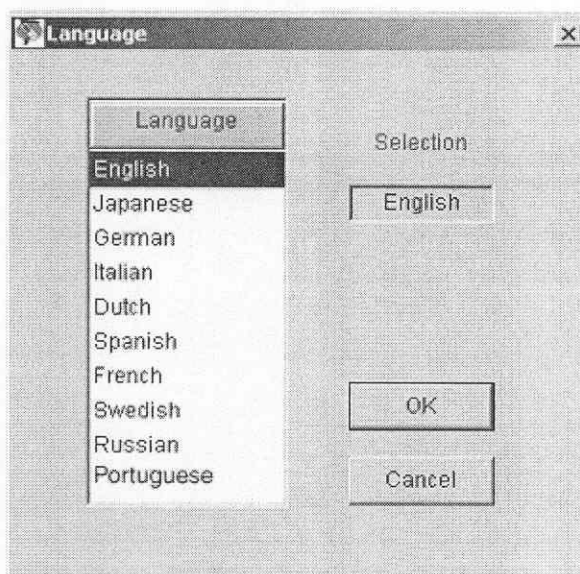 Language
Language
English
Japanese
German
Italian
Dutch
Spanish
French
Swedish
Russian
Portuguese
Selection
English
OK
Cancel